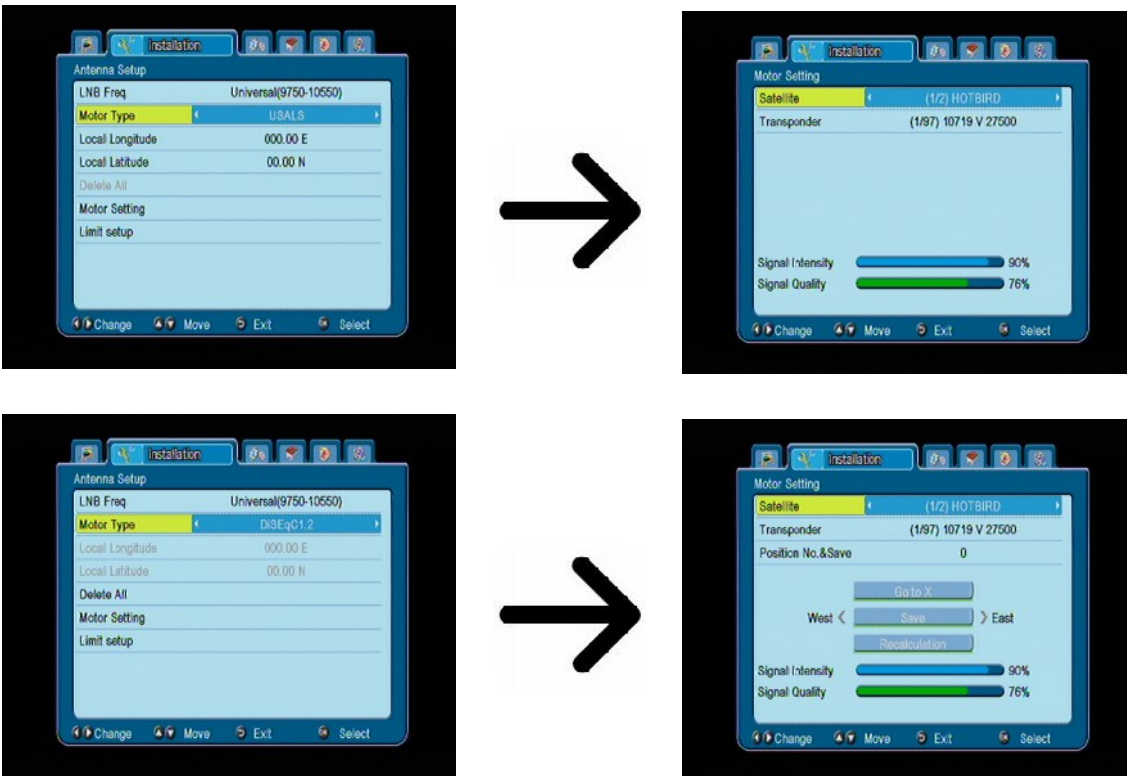 Installation
Antenna Setup
LNB Freq Universal(9750-10550)
Motor Type USALS
Local Longitude 000.00 E
Local Latitude 00.00 N
Delete All
Motor Setting
Limit setup
Change Move Exit Select
Installation
Motor Setting
Satellite (1/2) HOTBIRD
Transponder (1/97) 10719 V 27500
Signal Intensity 90%
Signal Quality 76%
Change Move Exit Select
Installation
Antenna Setup
LNB Freq Universal(9750-10550)
Motor Type DiSEqC1.2
Local Longitude 000.00 E
Local Latitude 00.00 N
Delete All
Motor Setting
Limit setup
Change Move Exit Select
Installation
Motor Setting
Satellite (1/2) HOTBIRD
Transponder (1/97) 10719 V 27500
Position No.&Save 0
Go to X
West Save East
Recalculation
Signal Intensity 90%
Signal Quality 76%
Change Move Exit Select